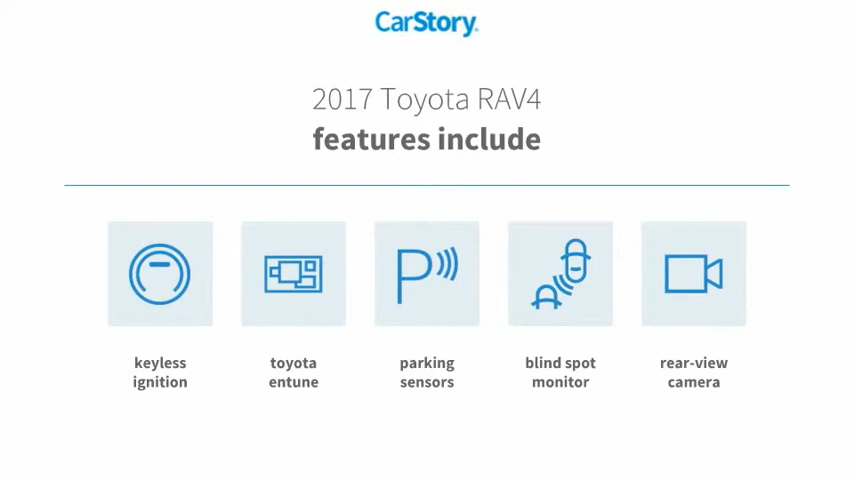 CarStory
2017 Toyota RAV4
features include
P
keyless
ignition
toyota
entune
parking
sensors
blind spot
monitor
rear-view
camera